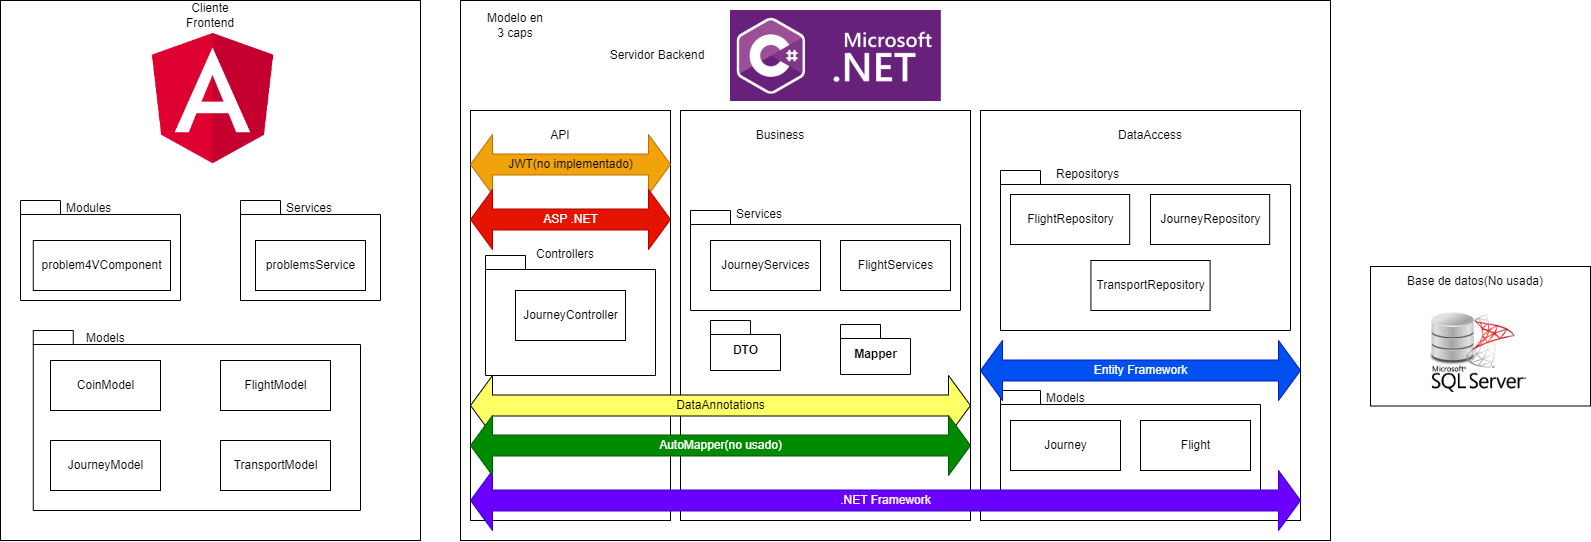 Cliente
Frontend
A
Modules
problem4VComponent
Services
problemsService
Models
CoinModel
FlightModel
JourneyModel
TransportModel
Modelo en
3 caps
Servidor Backend
C#
Microsoft
.NET
API
JWT(no implementado)
ASP .NET
Controllers
JourneyController
Business
Services
JourneyServices
FlightServices
DTO
Mapper
DataAnnotations
AutoMapper(no usado)
.NET Framework
DataAccess
Repositorys
FlightRepository
JourneyRepository
TransportRepository
Entity Framework
Models
Journey
Flight
Base de datos(No usada)
Microsoft®
SQL Server®